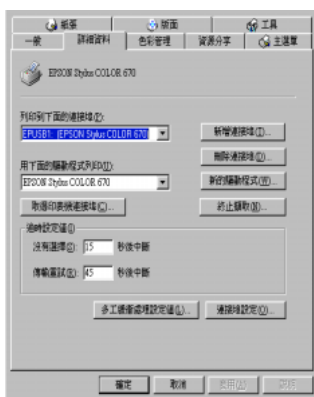 紙張 版面 工具
一般 詳細資料 色彩管理 資源分享 主選單
EPSON Stylus COLOR 670
列印到下面的連接埠(P):
EPUSB1: (EPSON Stylus COLOR 670) 新增連接埠(T)...
刪除連接埠(D)...
用下面的驅動程式列印(U):
EPSON Stylus COLOR 670 新的驅動程式(W)...
取得印表機連接埠(C)... 終止擷取(N)...
逾時設定值(I)
沒有選擇(S): 15 秒後中斷
傳輸重試(R): 45 秒後中斷
多工緩衝處理設定值(L)... 連接埠設定(O)...
確定 取消 套用(A) 說明